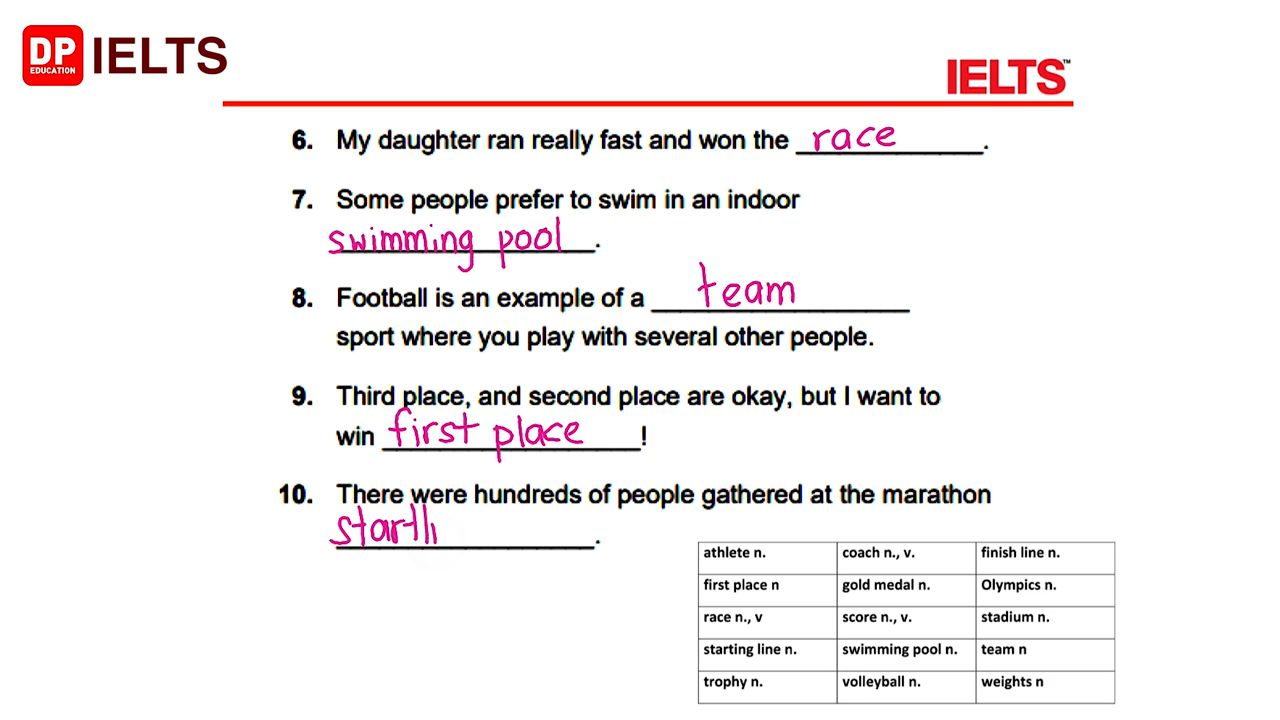 DP
EDUCATION
IELTS
IELTS™
6. My daughter ran really fast and won the race.
7. Some people prefer to swim in an indoor
swimming pool.
8. Football is an example of a team
sport where you play with several other people.
9. Third place, and second place are okay, but I want to
win first place!
10. There were hundreds of people gathered at the marathon
startli.
athlete n. coach n., v. finish line n.
first place n gold medal n. Olympics n.
race n., v score n., v. stadium n.
starting line n. swimming pool n. team n
trophy n. volleyball n. weights n